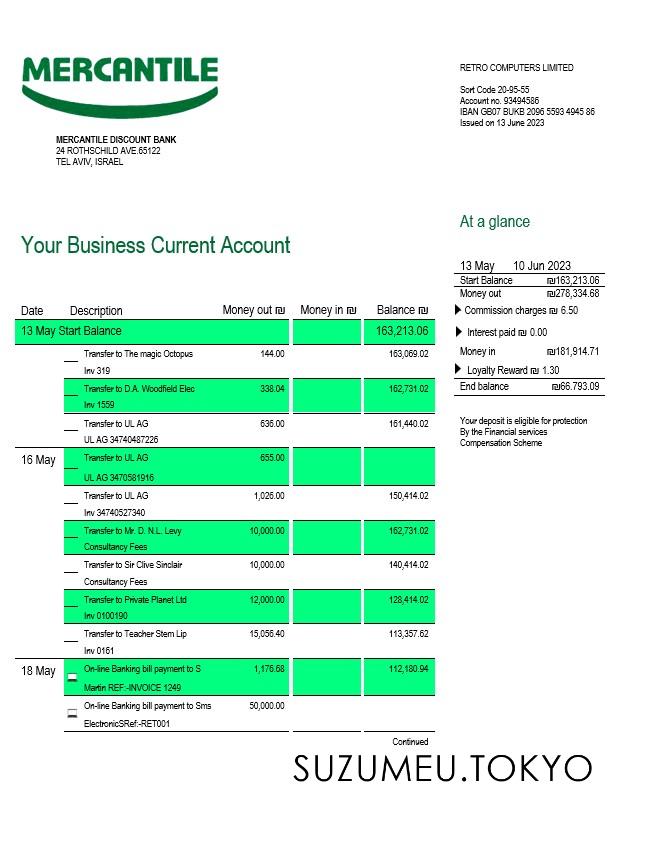 MERCANTILE
MERCANTILE DISCOUNT BANK
24 ROTHSCHILD AVE.65122
TEL AVIV, ISRAEL
RETRO COMPUTERS LIMITED
Sort Code 20-95-55
Account no. 93494586
IBAN GB07 BUKB 2096 5593 4945 86
Issued on 13 June 2023
Your Business Current Account
At a glance
13 May 10 Jun 2023
Start Balance ₪163,213.06
Money out ₪278,334.68
Commission charges ₪ 6.50
Interest paid ₪ 0.00
Money in ₪181,914.71
Loyalty Reward ₪ 1.30
End balance ₪66.793.09
Your deposit is eligible for protection
By the Financial services
Compensation Scheme
Date Description Money out ₪ Money in ₪ Balance ₪
13 May Start Balance 163,213.06
Transfer to The magic Octopus 144.00 163,069.02
Inv 319
Transfer to D.A. Woodfield Elec 338.04 162,731.02
Inv 1559
Transfer to UL AG 636.00 161,440.02
UL AG 34740487226
16 May Transfer to UL AG 655.00
UL AG 3470581916
Transfer to UL AG 1,026.00 150,414.02
Inv 34740527340
Transfer to Mr. D. N.L. Levy 10,000.00 162,731.02
Consultancy Fees
Transfer to Sir Clive Sinclair 10,000.00 140,414.02
Consultancy Fees
Transfer to Private Planet Ltd 12,000.00 128,414.02
Inv 0100190
Transfer to Teacher Stem Lip 15,056.40 113,357.62
Inv 0161
18 May On-line Banking bill payment to S 1,176.68 112,180.94
Martin REF:-INVOICE 1249
On-line Banking bill payment to Sms 50,000.00
ElectronicSRef:-RET001
Continued
SUZUMEU.TOKYO